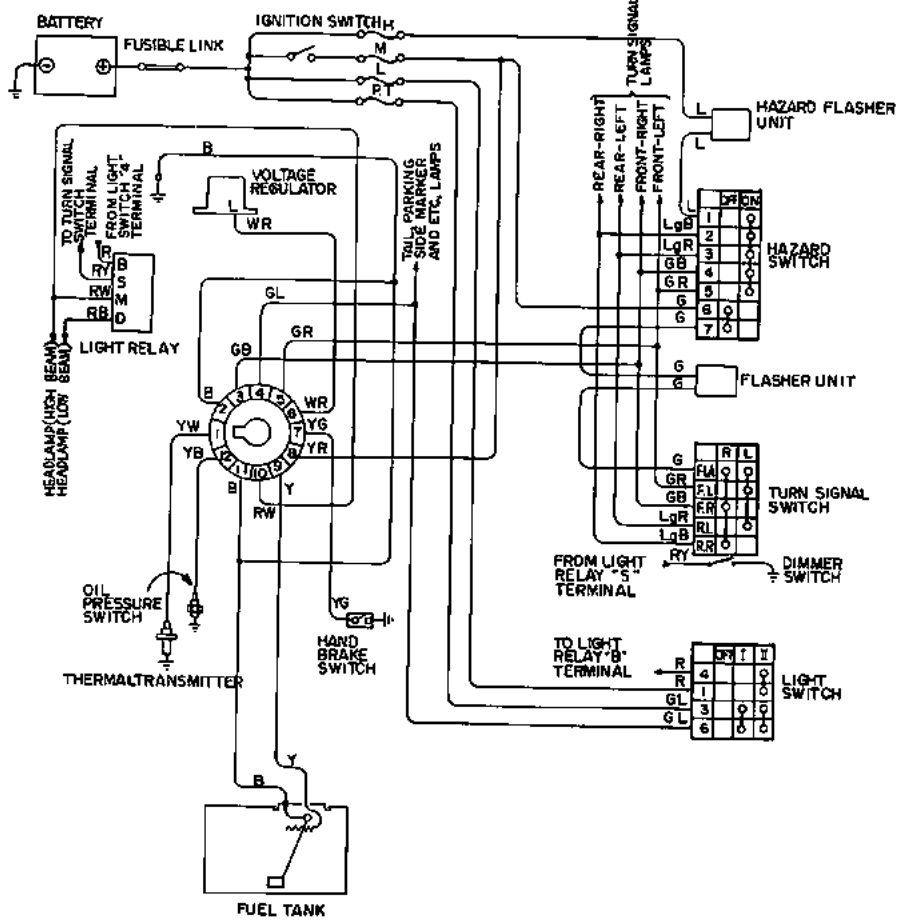 BATTERY
FUSIBLE LINK
IGNITION SWITCH
H
M
L
P.T
TURN SIGNAL
LAMPS
REAR-RIGHT
REAR-LEFT
FRONT-RIGHT
FRONT-LEFT
L
L
HAZARD FLASHER
UNIT
B
VOLTAGE
REGULATOR
L
WR
TO TURN SIGNAL
SWITCH
TERMINAL
FROM LIGHT
SWITCH "4"
TERMINAL
TAIL, PARKING
SIDE MARKER
AND ETC, LAMPS
R
RY
RW
RB
B
S
M
D
LIGHT RELAY
HEADLAMP (HIGH BEAM)
HEADLAMP (LOW BEAM)
OFF
ON
L
LgB
LgR
GB
GR
G
G
1
2
3
4
5
6
7
HAZARD
SWITCH
GL
GR
GB
B
WR
YG
YR
YW
YB
B
RW
Y
1
2
3
4
5
6
7
8
9
10
11
12
G
G
FLASHER UNIT
R
L
G
GR
GB
LgR
LgB
F.L
F.R
R.L
R.R
TURN SIGNAL
SWITCH
RY
FROM LIGHT
RELAY "S"
TERMINAL
DIMMER
SWITCH
OIL
PRESSURE
SWITCH
THERMALTRANSMITTER
YG
HAND
BRAKE
SWITCH
TO LIGHT
RELAY "B"
TERMINAL
OFF
I
II
R
R
GL
GL
4
1
3
6
LIGHT
SWITCH
B
Y
FUEL TANK